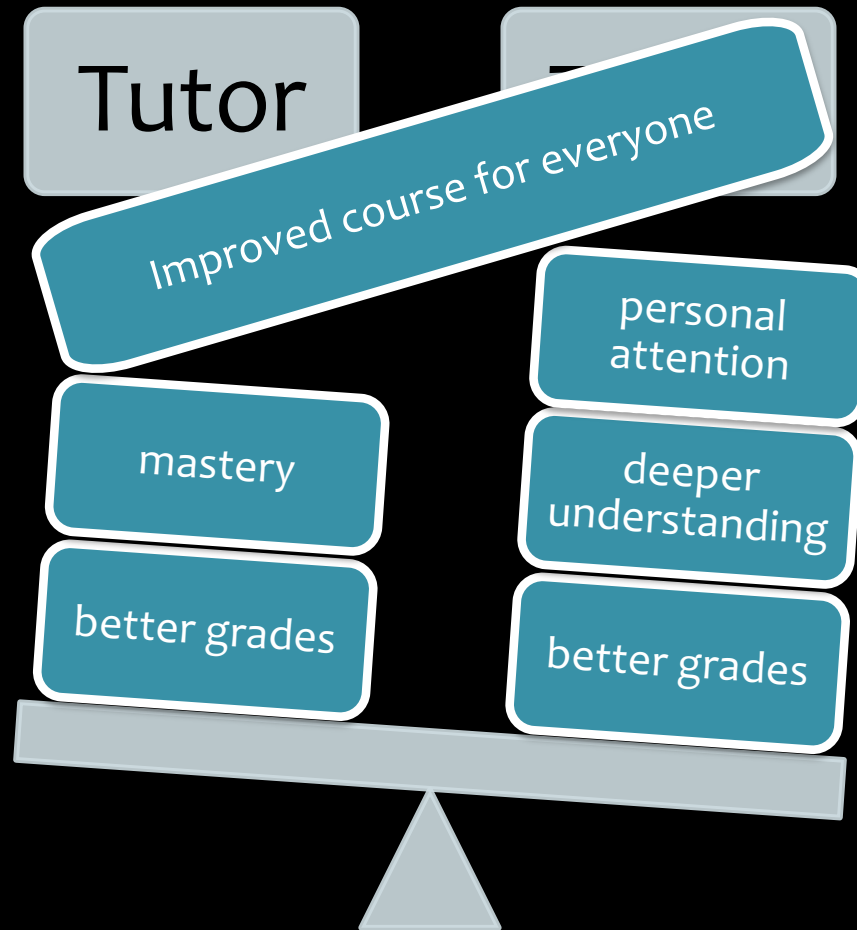 Tutor
Improved course for everyone
personal
attention
mastery
deeper
understanding
better grades
better grades